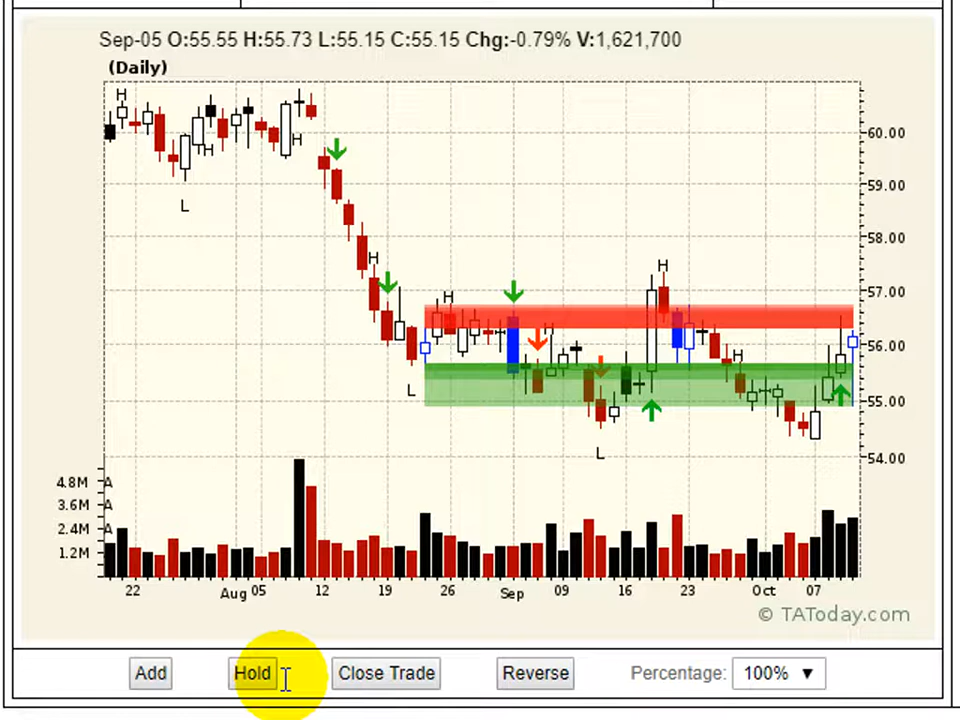 Sep-05 O:55.55 H:55.73 L:55.15 C:55.15 Chg:-0.79% V:1,621,700
(Daily)
H
60.00
H
H
59.00
L
58.00
H
H
57.00
H
H
56.00
H
L
55.00
L
54.00
4.8M A
3.6M A
2.4M A
1.2M
22 Aug 05 12 19 26 Sep 09 16 23 Oct 07
© TAToday.com
Add Hold Close Trade Reverse Percentage: 100% ▼